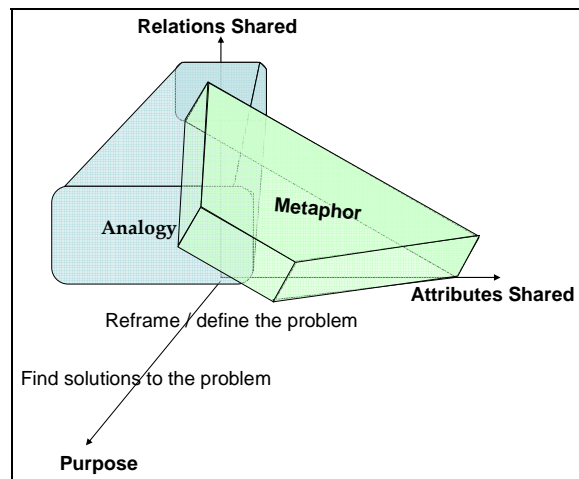 Relations Shared
Metaphor
Analogy
Attributes Shared
Reframe / define the problem
Find solutions to the problem
Purpose